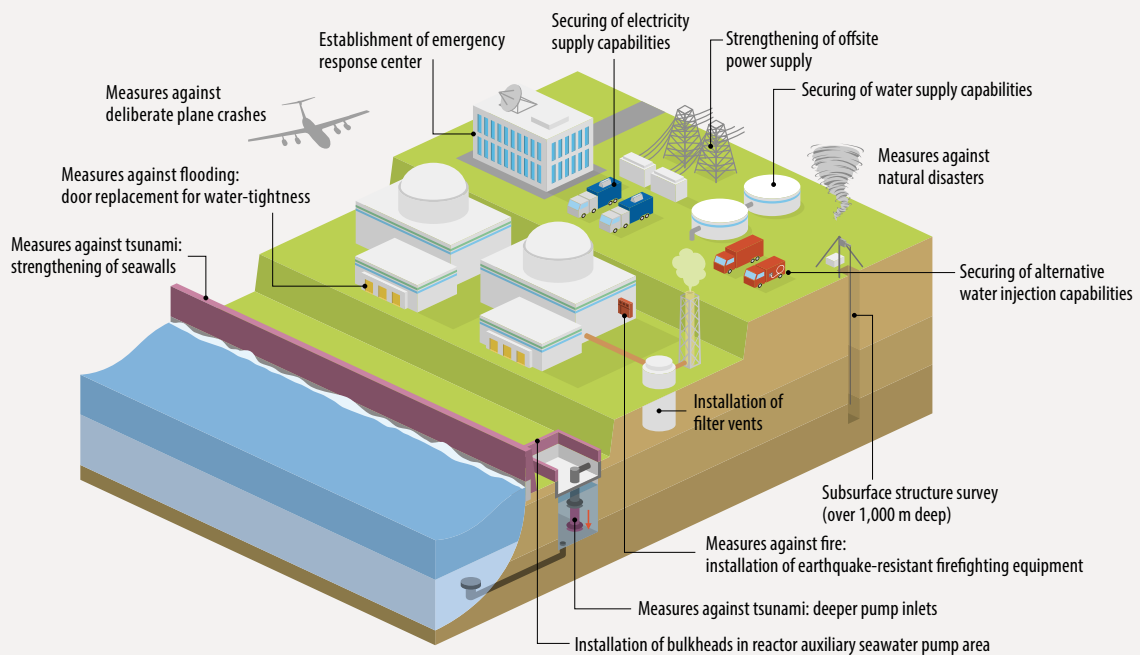 Securing of electricity
supply capabilities
Establishment of emergency
response center
Strengthening of offsite
power supply
Measures against
deliberate plane crashes
Securing of water supply capabilities
Measures against
natural disasters
Measures against flooding:
door replacement for water-tightness
Measures against tsunami:
strengthening of seawalls
Securing of alternative
water injection capabilities
Installation of
filter vents
Subsurface structure survey
(over 1,000 m deep)
Measures against fire:
installation of earthquake-resistant firefighting equipment
Measures against tsunami: deeper pump inlets
Installation of bulkheads in reactor auxiliary seawater pump area